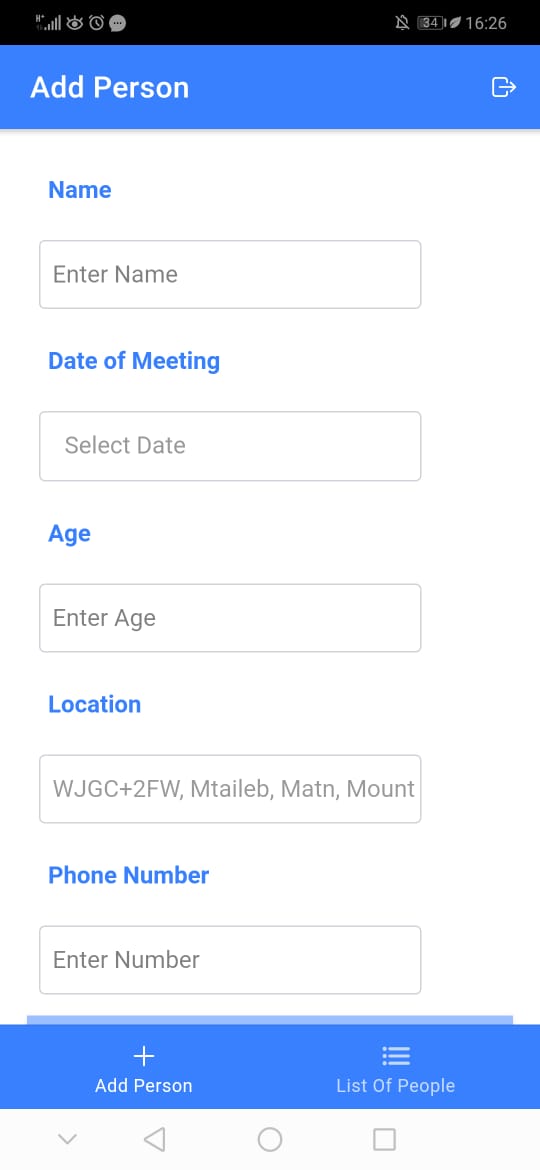 34 16:26
Add Person
Name
Enter Name
Date of Meeting
Select Date
Age
Enter Age
Location
WJGC+2FW, Mtaileb, Matn, Mount
Phone Number
Enter Number
Add Person
List Of People